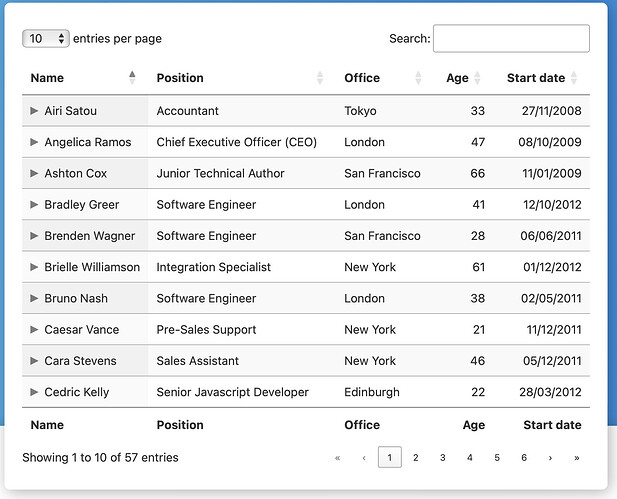 10 entries per page Search:
Name Position Office Age Start date
Airi Satou Accountant Tokyo 33 27/11/2008
Angelica Ramos Chief Executive Officer (CEO) London 47 08/10/2009
Ashton Cox Junior Technical Author San Francisco 66 11/01/2009
Bradley Greer Software Engineer London 41 12/10/2012
Brenden Wagner Software Engineer San Francisco 28 06/06/2011
Brielle Williamson Integration Specialist New York 61 01/12/2012
Bruno Nash Software Engineer London 38 02/05/2011
Caesar Vance Pre-Sales Support New York 21 11/12/2011
Cara Stevens Sales Assistant New York 46 05/12/2011
Cedric Kelly Senior Javascript Developer Edinburgh 22 28/03/2012
Name Position Office Age Start date
Showing 1 to 10 of 57 entries « ‹ 1 2 3 4 5 6 › »